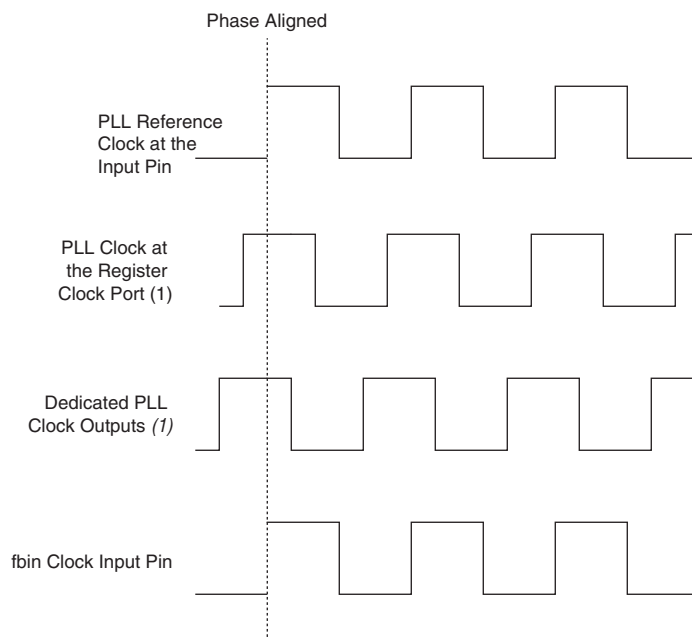 Phase Aligned
PLL Reference
Clock at the
Input Pin
PLL Clock at
the Register
Clock Port (1)
Dedicated PLL
Clock Outputs (1)
fbin Clock Input Pin